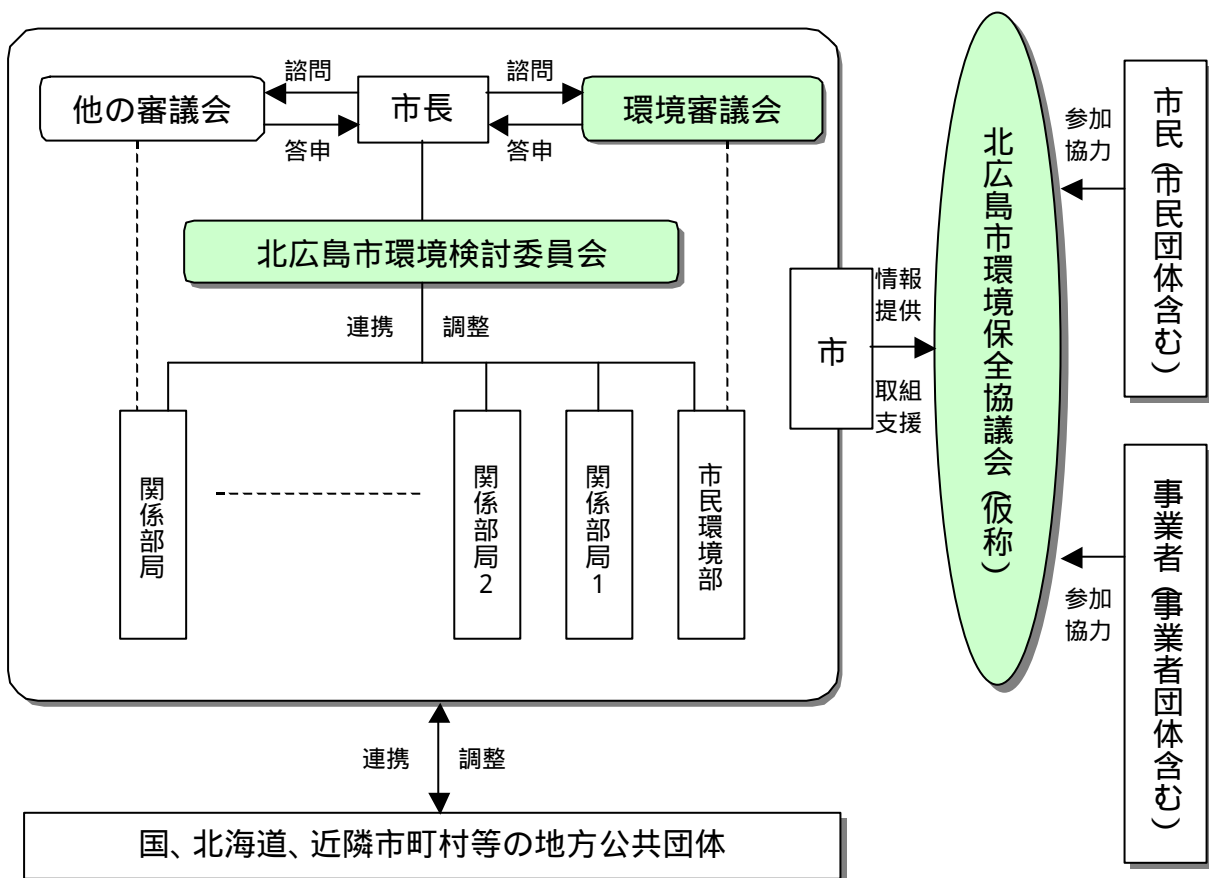 諮問
諮問
他の審議会
市長
環境審議会
答申
答申
北広島市環境検討委員会
連携
調整
関係部局
関係部局2
関係部局1
市民環境部
市
情報
提供
取組
支援
北広島市環境保全協議会(仮称)
参加
協力
市民(市民団体含む)
参加
協力
事業者(事業者団体含む)
連携
調整
国、北海道、近隣市町村等の地方公共団体